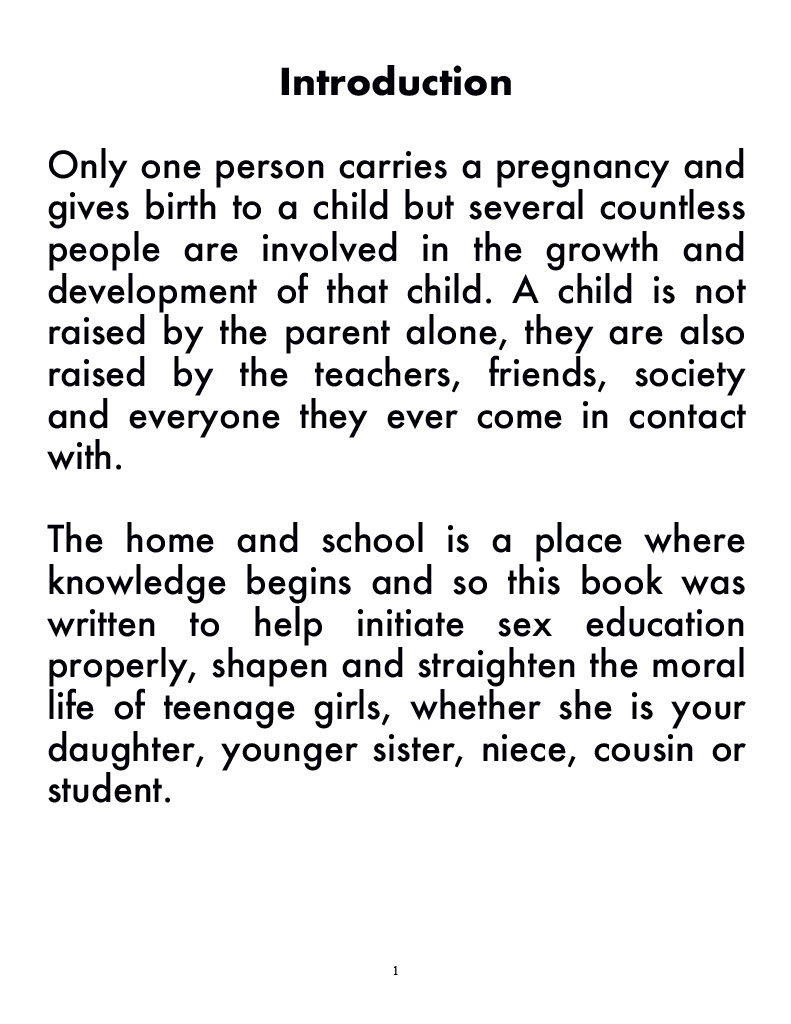 Introduction
Only one person carries a pregnancy and
gives birth to a child but several countless
people are involved in the growth and
development of that child. A child is not
raised by the parent alone, they are also
raised by the teachers, friends, society
and everyone they ever come in contact
with.
The home and school is a place where
knowledge begins and so this book was
written to help initiate sex education
properly, shapen and straighten the moral
life of teenage girls, whether she is your
daughter, younger sister, niece, cousin or
student.
1